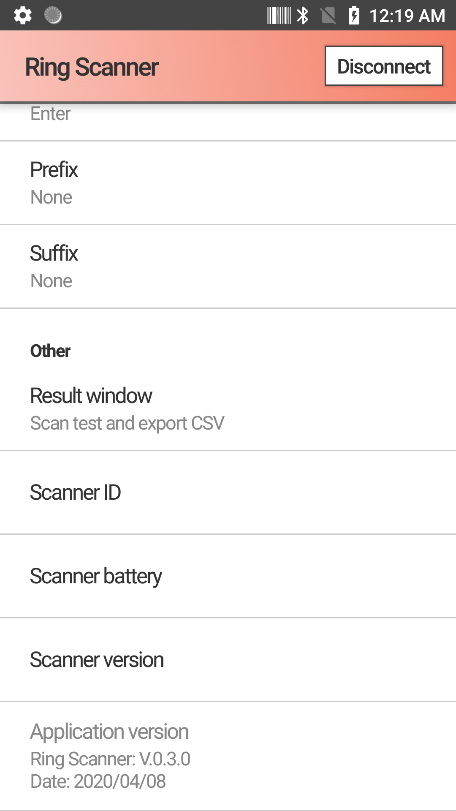 12:19 AM
Ring Scanner
Disconnect
Enter
Prefix
None
Suffix
None
Other
Result window
Scan test and export CSV
Scanner ID
Scanner battery
Scanner version
Application version
Ring Scanner: V.0.3.0
Date: 2020/04/08